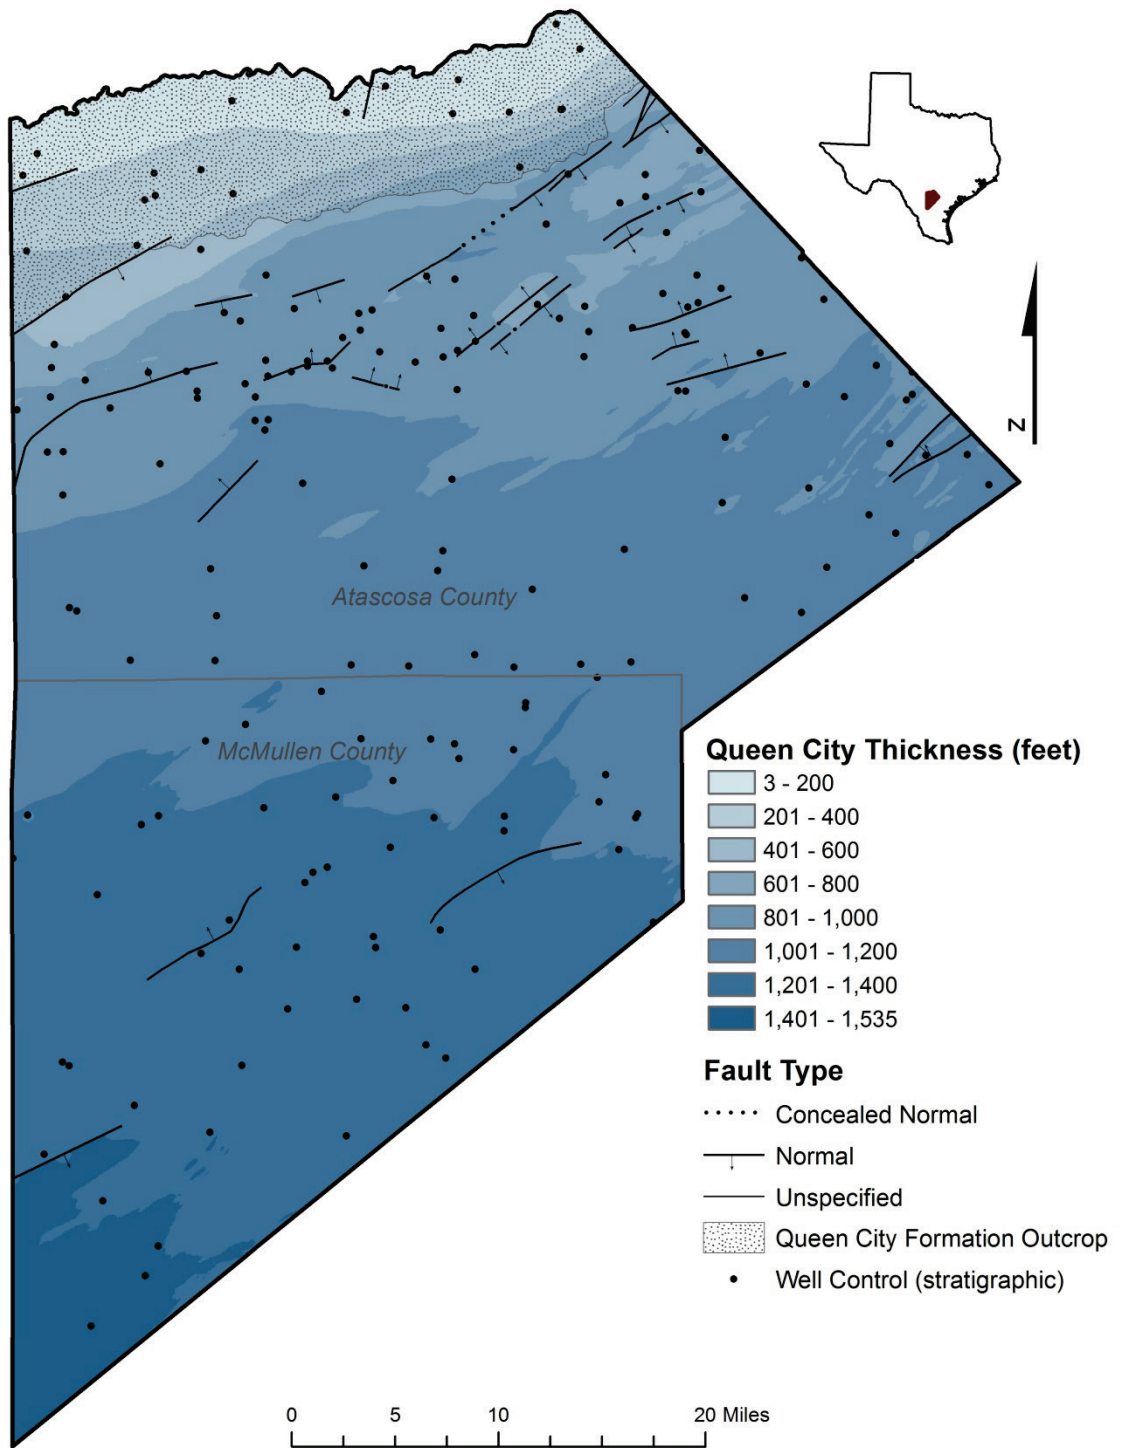 N
Atascosa County
McMullen County
Queen City Thickness (feet)
3 - 200
201 - 400
401 - 600
601 - 800
801 - 1,000
1,001 - 1,200
1,201 - 1,400
1,401 - 1,535
Fault Type
Concealed Normal
Normal
Unspecified
Queen City Formation Outcrop
Well Control (stratigraphic)
0 5 10 20 Miles